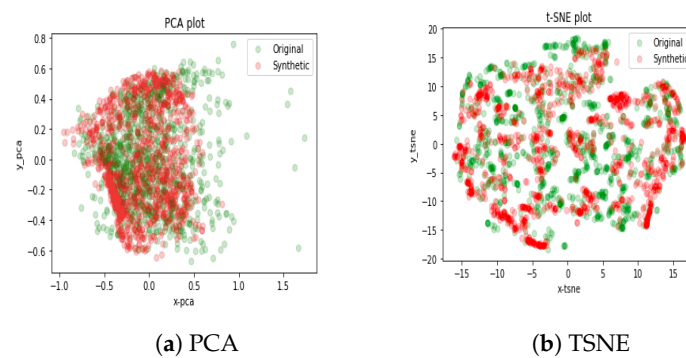 PCA plot
Original
Synthetic
0.8
0.6
0.4
0.2
0.0
−0.2
−0.4
−0.6
y_pca
−1.0 −0.5 0.0 0.5 1.0 1.5
x-pca
(a) PCA
t-SNE plot
Original
Synthetic
20
15
10
5
0
−5
−10
−15
−20
y_tsne
−15 −10 −5 0 5 10 15
x-tsne
(b) TSNE